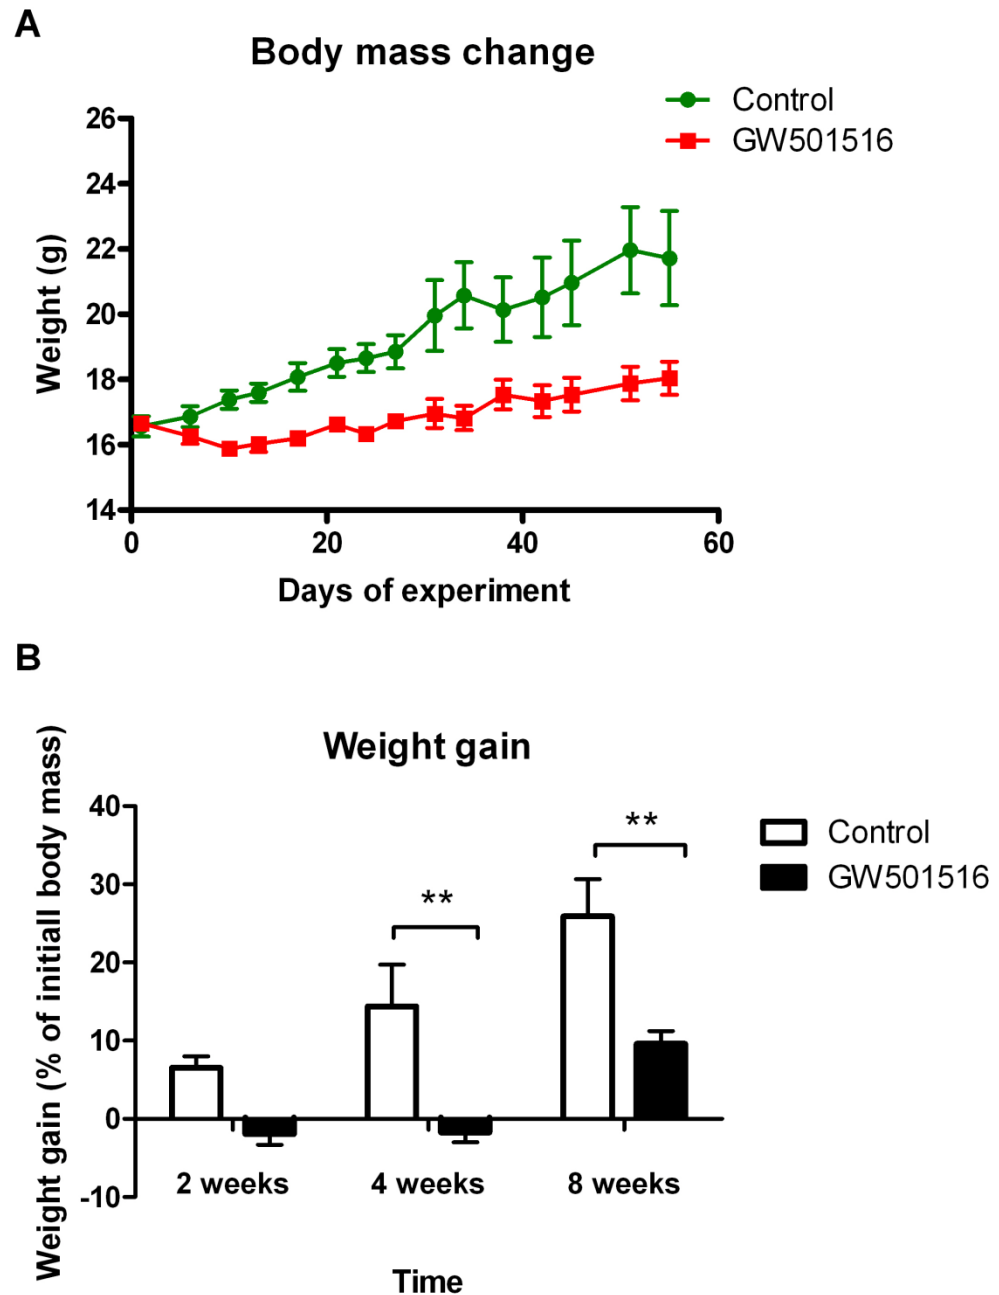 A
Body mass change
Control
GW501516
26
24
22
20
18
16
14
Weight (g)
0 20 40 60
Days of experiment
B
Weight gain
Control
GW501516
Weight gain (% of initiall body mass)
40
30
20
10
0
-10
**
**
2 weeks 4 weeks 8 weeks
Time